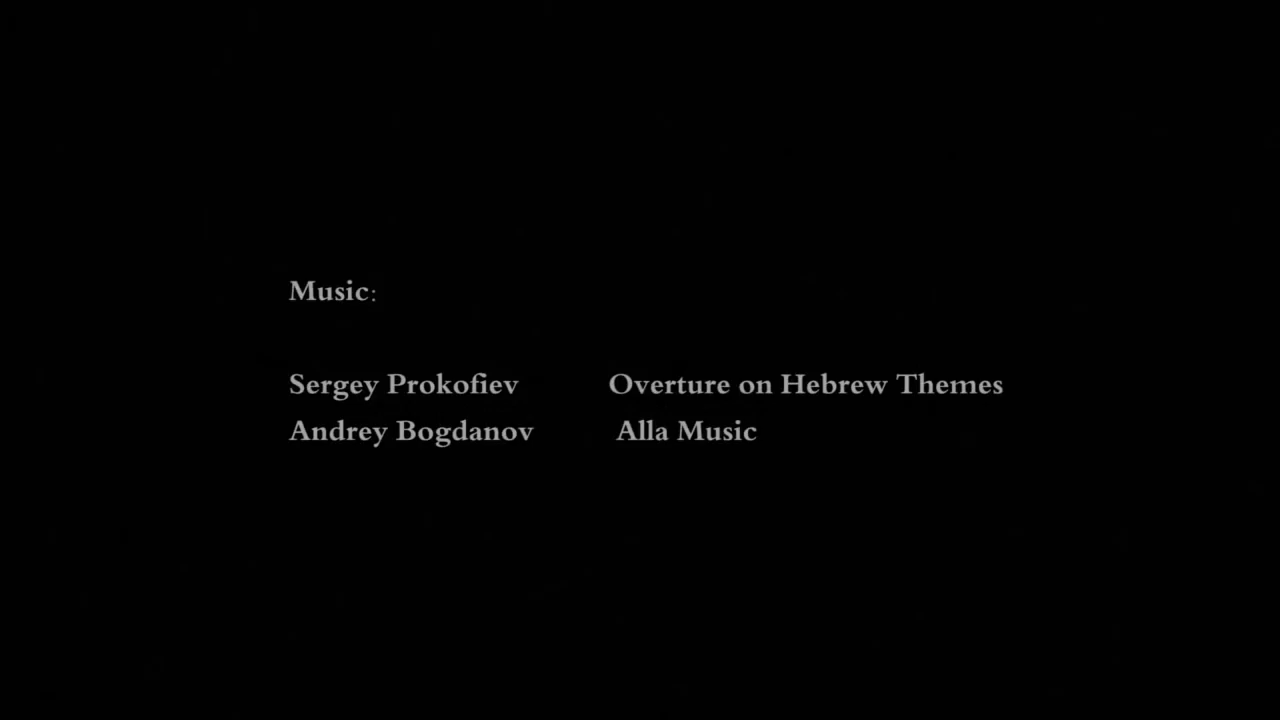 Music:
Sergey Prokofiev Overture on Hebrew Themes
Andrey Bogdanov Alla Music